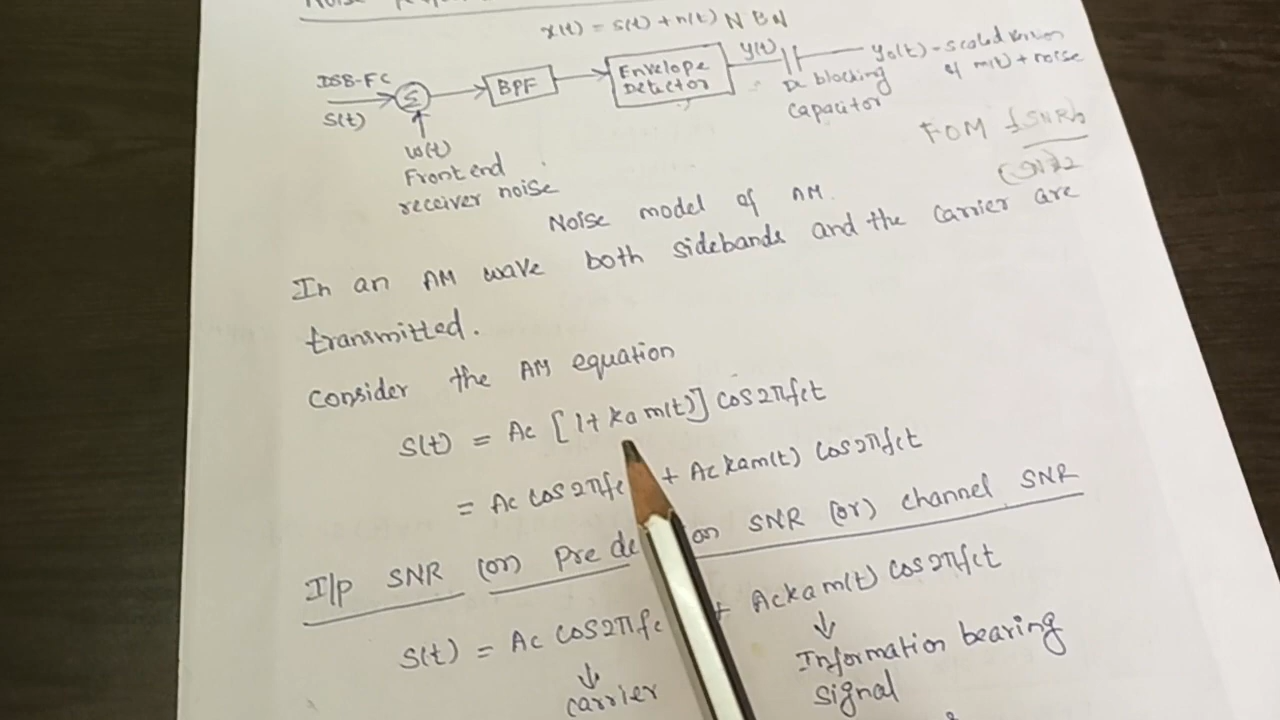 Noise
x(t) = s(t) + n(t) NBN
DSB-FC
S(t)
Σ
BPF
Envelope
Detector
y(t)
Dc blocking
capacitor
yo(t) - scaled version
of m(t) + noise
w(t)
Front end
receiver noise
FOM
Noise model of AM.
In an AM wave both sidebands and the carrier are
transmitted.
Consider the AM equation
S(t) = Ac [1+ ka m(t)] cos2πfct
= Ac cos2πfc + Ac kam(t) cos2πfct
I/p SNR (or) Pre de on SNR (or) channel SNR
S(t) = Ac cos2πfc + Acka m(t) cos2πfct
↓ ↓
carrier Information bearing
signal